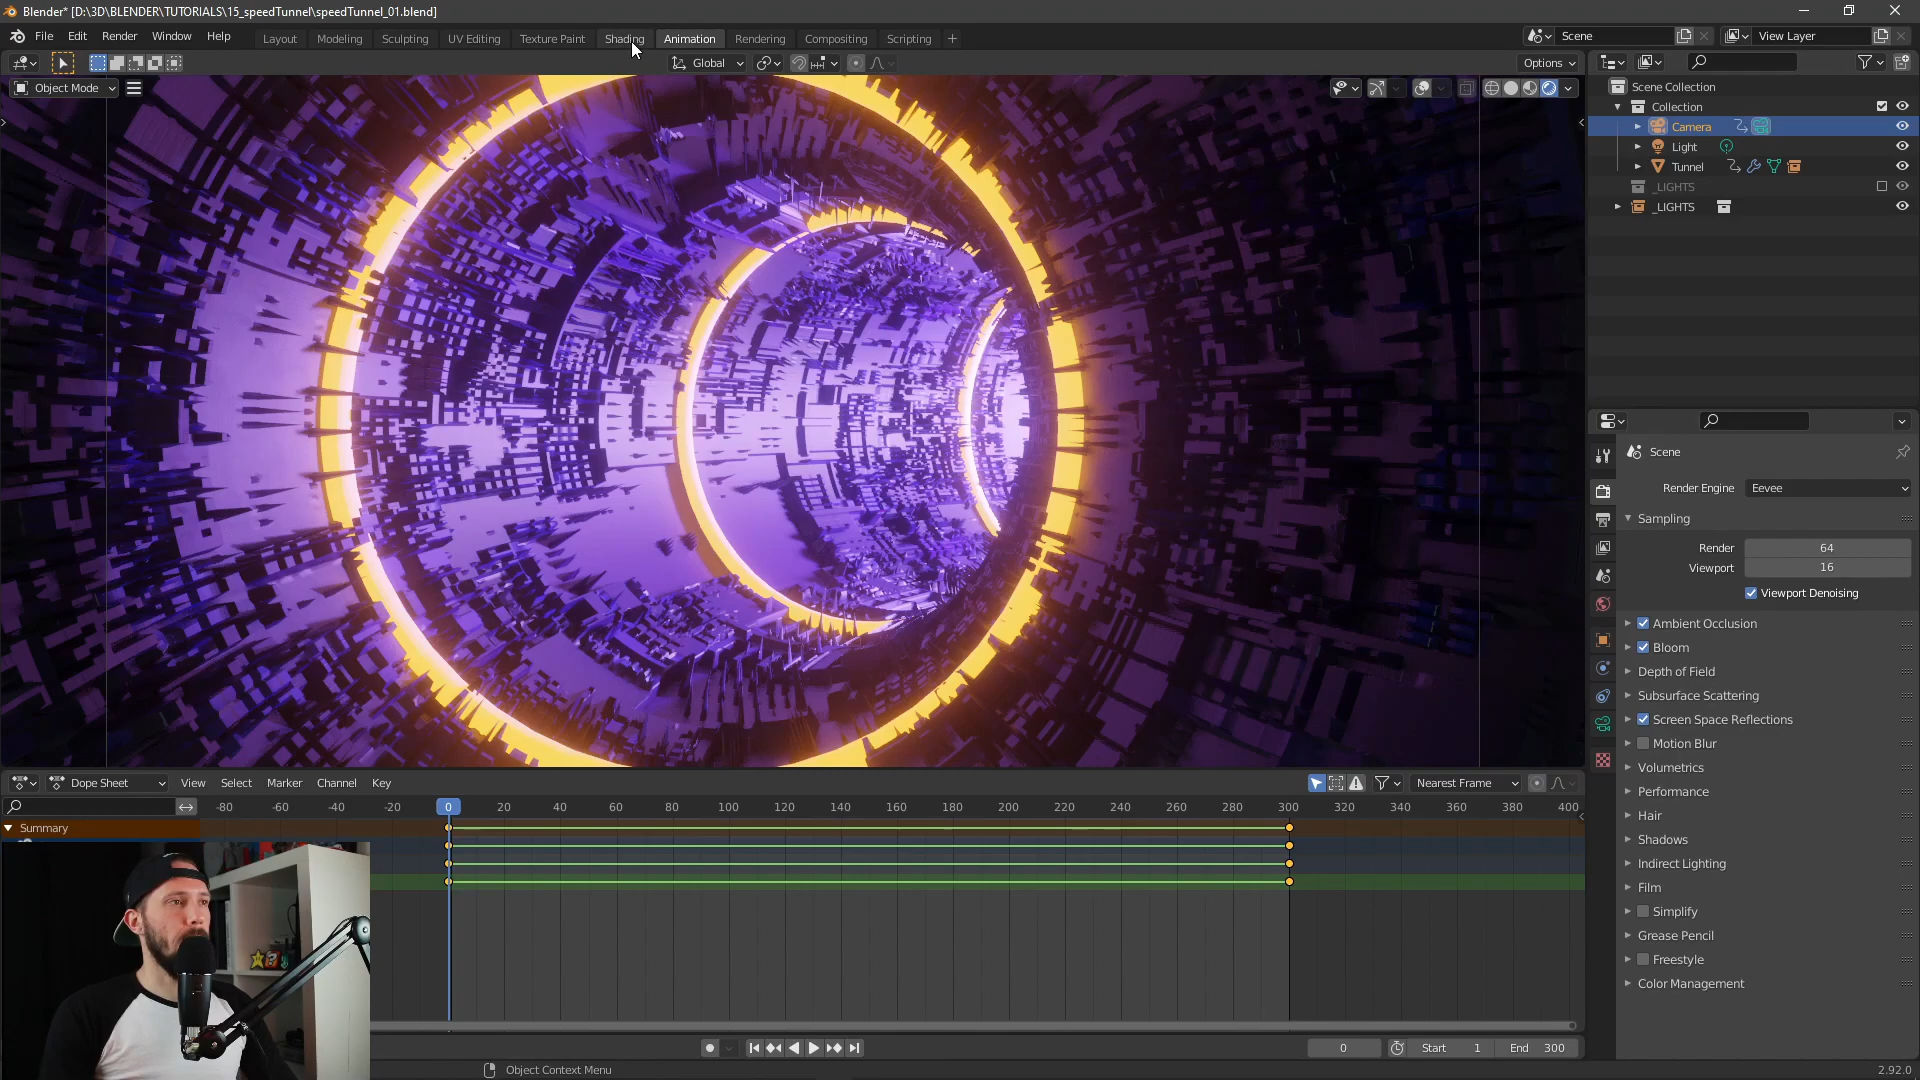 Blender* [D:\3D\BLENDER\TUTORIALS\15_speedTunnel\speedTunnel_01.blend]
File Edit Render Window Help Layout Modeling Sculpting UV Editing Texture Paint Shading Animation Rendering Compositing Scripting + Scene View Layer
Global Options
Object Mode
Scene Collection
Collection
Camera
Light
Tunnel
_LIGHTS
_LIGHTS
Scene
Render Engine Eevee
Sampling
Render 64
Viewport 16
Viewport Denoising
Ambient Occlusion
Bloom
Depth of Field
Subsurface Scattering
Screen Space Reflections
Motion Blur
Volumetrics
Performance
Hair
Shadows
Indirect Lighting
Film
Simplify
Grease Pencil
Freestyle
Color Management
Dope Sheet View Select Marker Channel Key Nearest Frame
-80 -60 -40 -20 0 20 40 60 80 100 120 140 160 180 200 220 240 260 280 300 320 340 360 380 400
Summary
0 Start 1 End 300
Object Context Menu 2.92.0